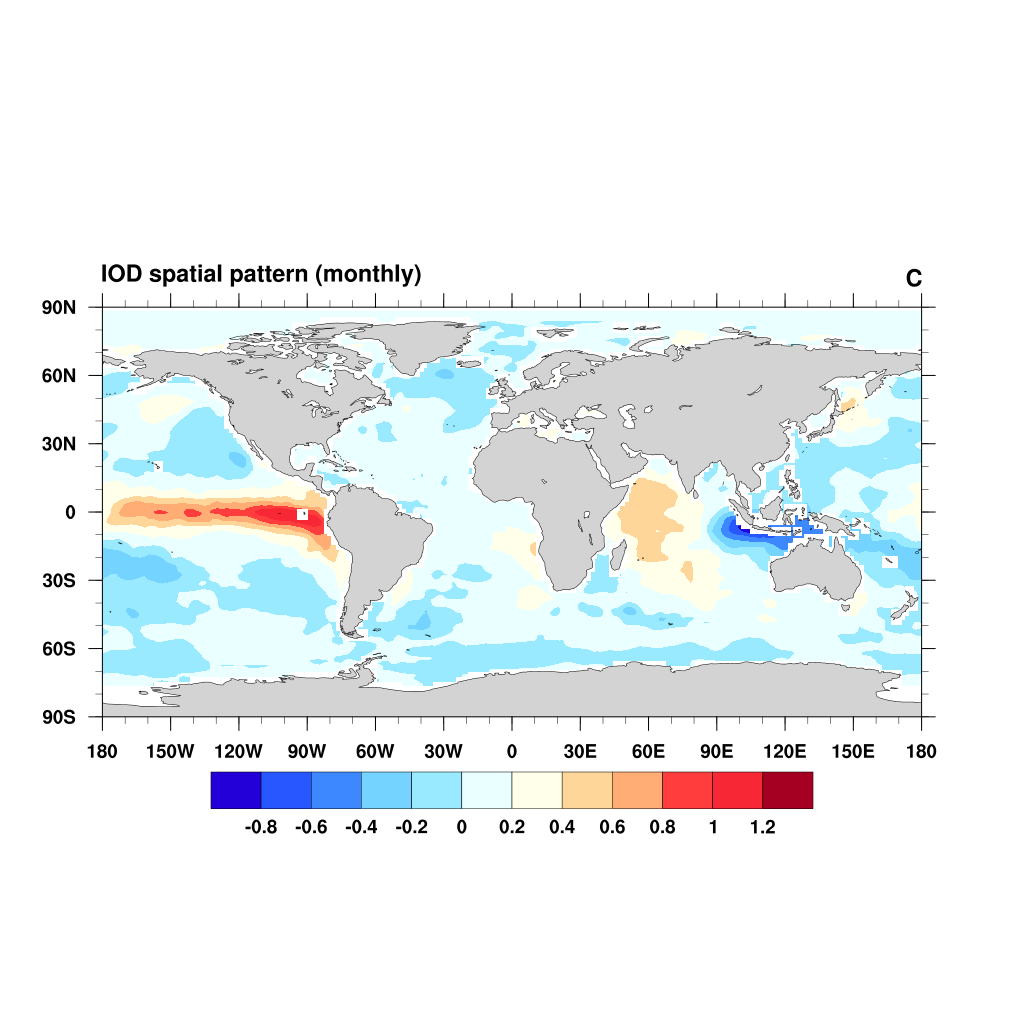 IOD spatial pattern (monthly) C
90N
60N
30N
0
30S
60S
90S
180 150W 120W 90W 60W 30W 0 30E 60E 90E 120E 150E 180
-0.8 -0.6 -0.4 -0.2 0 0.2 0.4 0.6 0.8 1 1.2